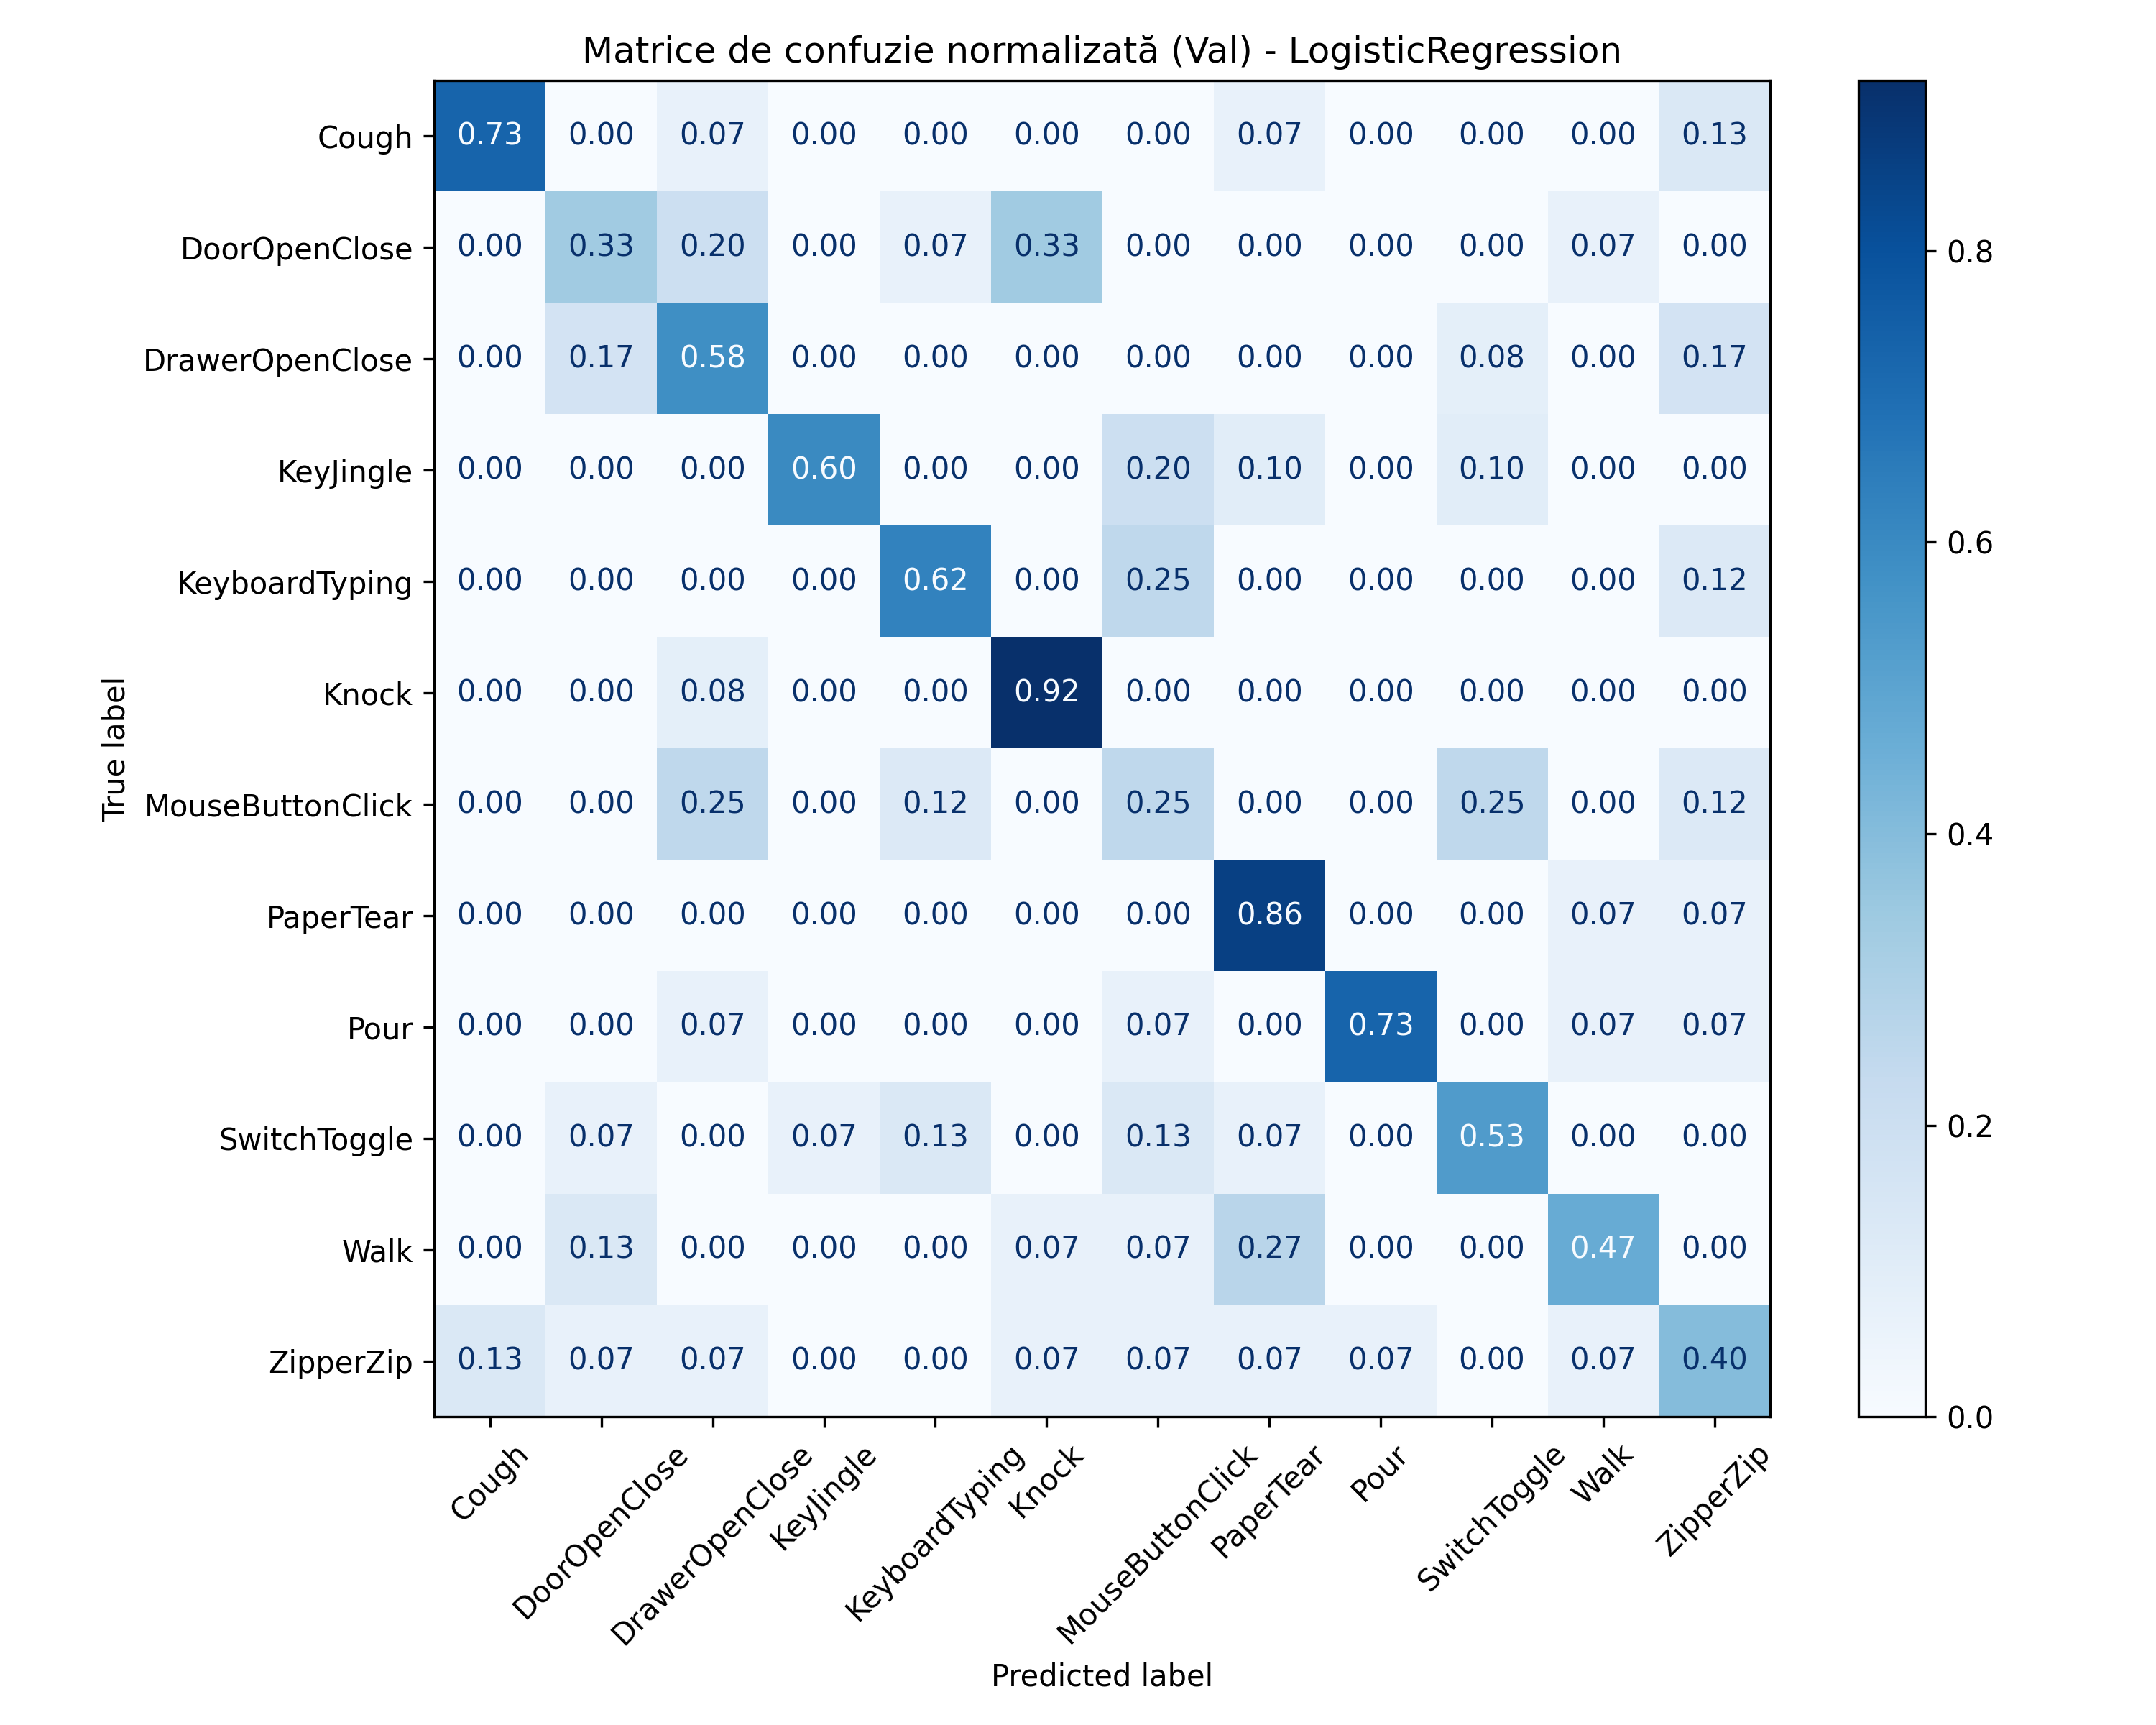 Matrice de confuzie normalizată (Val) - LogisticRegression
Cough 0.73 0.00 0.07 0.00 0.00 0.00 0.00 0.07 0.00 0.00 0.00 0.13
DoorOpenClose 0.00 0.33 0.20 0.00 0.07 0.33 0.00 0.00 0.00 0.00 0.07 0.00
DrawerOpenClose 0.00 0.17 0.58 0.00 0.00 0.00 0.00 0.00 0.00 0.08 0.00 0.17
KeyJingle 0.00 0.00 0.00 0.60 0.00 0.00 0.20 0.10 0.00 0.10 0.00 0.00
KeyboardTyping 0.00 0.00 0.00 0.00 0.62 0.00 0.25 0.00 0.00 0.00 0.00 0.12
Knock 0.00 0.00 0.08 0.00 0.00 0.92 0.00 0.00 0.00 0.00 0.00 0.00
MouseButtonClick 0.00 0.00 0.25 0.00 0.12 0.00 0.25 0.00 0.00 0.25 0.00 0.12
PaperTear 0.00 0.00 0.00 0.00 0.00 0.00 0.00 0.86 0.00 0.00 0.07 0.07
Pour 0.00 0.00 0.07 0.00 0.00 0.00 0.07 0.00 0.73 0.00 0.07 0.07
SwitchToggle 0.00 0.07 0.00 0.07 0.13 0.00 0.13 0.07 0.00 0.53 0.00 0.00
Walk 0.00 0.13 0.00 0.00 0.00 0.07 0.07 0.27 0.00 0.00 0.47 0.00
ZipperZip 0.13 0.07 0.07 0.00 0.00 0.07 0.07 0.07 0.07 0.00 0.07 0.40
True label
Cough DoorOpenClose DrawerOpenClose KeyJingle KeyboardTyping Knock MouseButtonClick PaperTear Pour SwitchToggle Walk ZipperZip
Predicted label
0.8
0.6
0.4
0.2
0.0